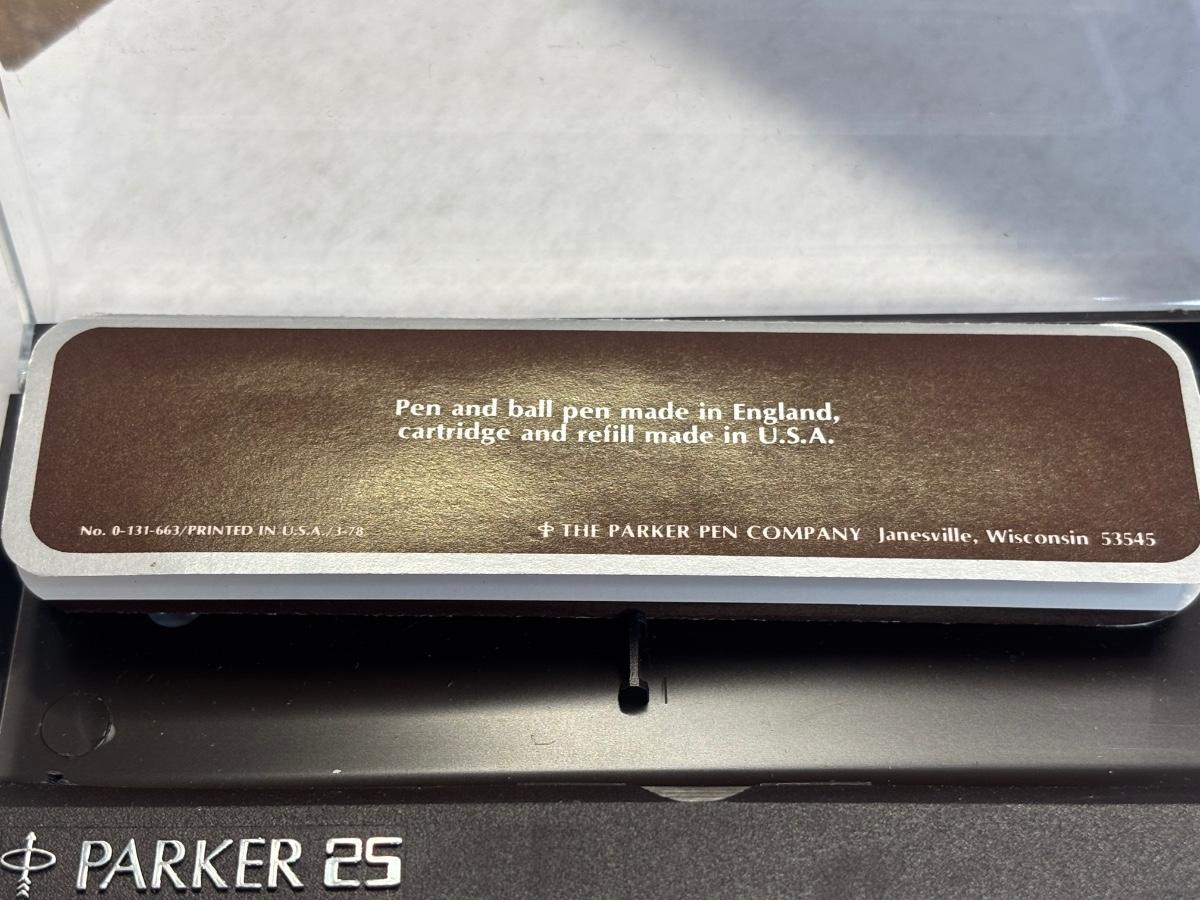 Pen and ball pen made in England,
cartridge and refill made in U.S.A.
No. 0-131-663/PRINTED IN U.S.A./3-78
THE PARKER PEN COMPANY Janesville, Wisconsin 53545
PARKER 25